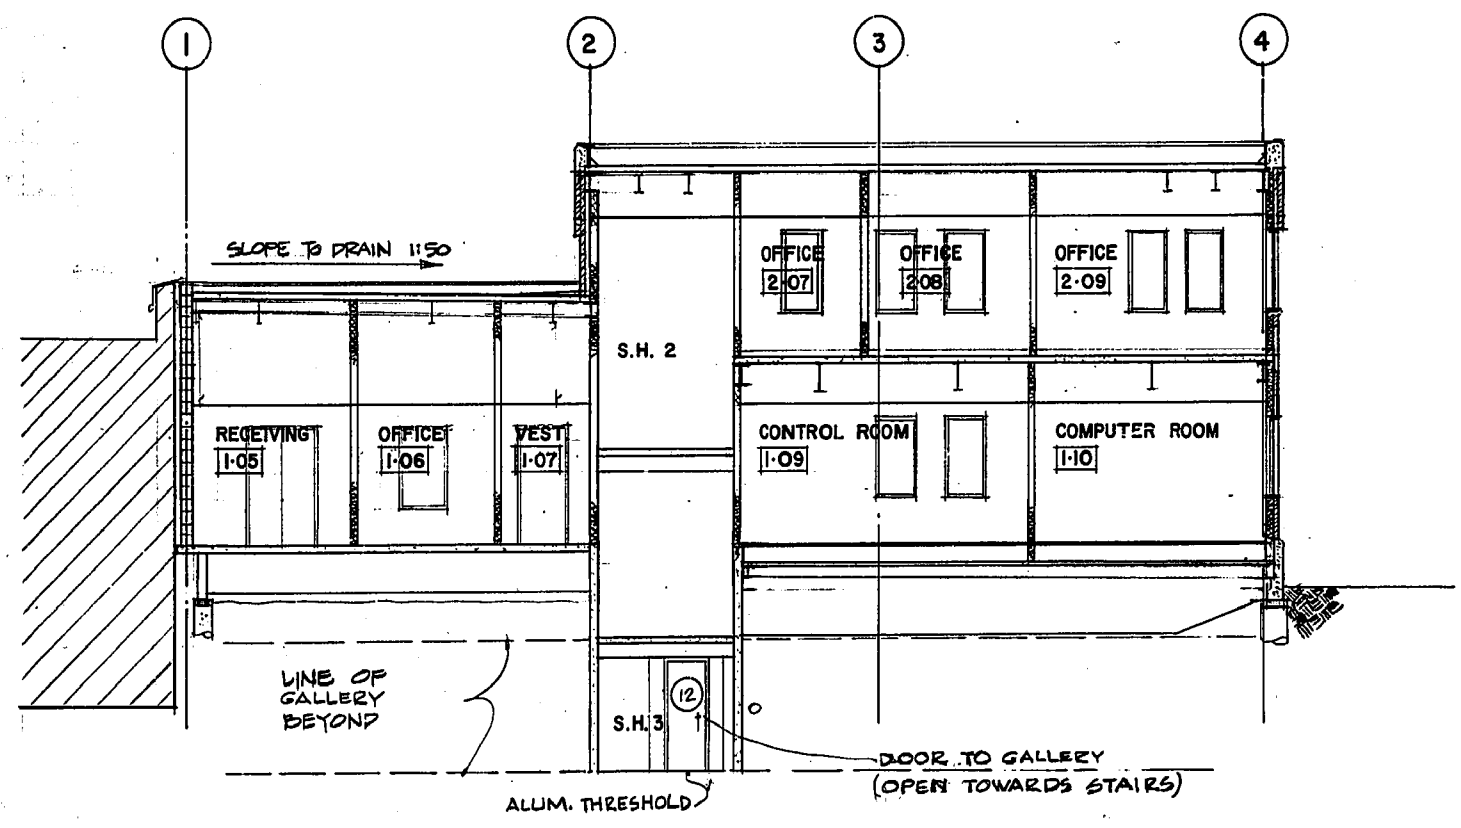 1 2 3 4
SLOPE TO DRAIN 1:50
OFFICE
2·07
OFFICE
2·08
OFFICE
2·09
S.H. 2
RECEIVING
1·05
OFFICE
1·06
VEST
1·07
CONTROL ROOM
1·09
COMPUTER ROOM
1·10
LINE OF
GALLERY
BEYOND
12
S.H.3
DOOR TO GALLERY
(OPEN TOWARDS STAIRS)
ALUM. THRESHOLD